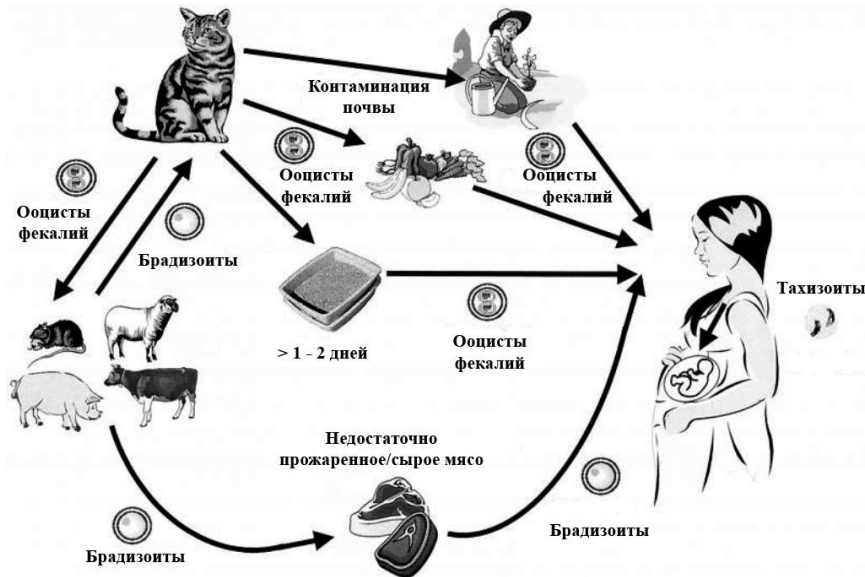 Контаминация
почвы
Ооцисты
фекалий
Ооцисты
фекалий
Ооцисты
фекалий
Брадизоиты
Тахизоиты
> 1 - 2 дней
Ооцисты
фекалий
Недостаточно
прожаренное/сырое мясо
Брадизоиты
Брадизоиты